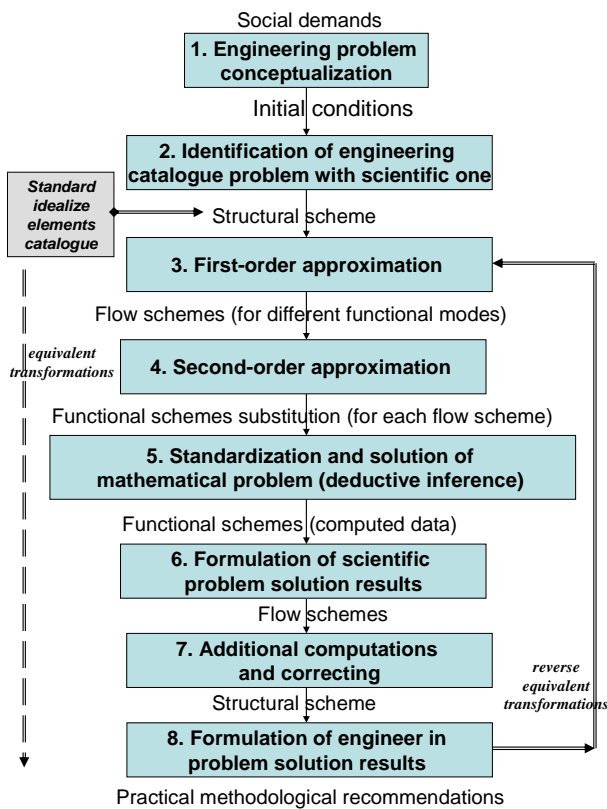 Social demands
1. Engineering problem
conceptualization
Initial conditions
2. Identification of engineering
catalogue problem with scientific one
Standard
idealize
elements
catalogue
Structural scheme
3. First-order approximation
Flow schemes (for different functional modes)
equivalent
transformations
4. Second-order approximation
Functional schemes substitution (for each flow scheme)
5. Standardization and solution of
mathematical problem (deductive inference)
Functional schemes (computed data)
6. Formulation of scientific
problem solution results
Flow schemes
7. Additional computations
and correcting
reverse
equivalent
transformations
Structural scheme
8. Formulation of engineer in
problem solution results
Practical methodological recommendations